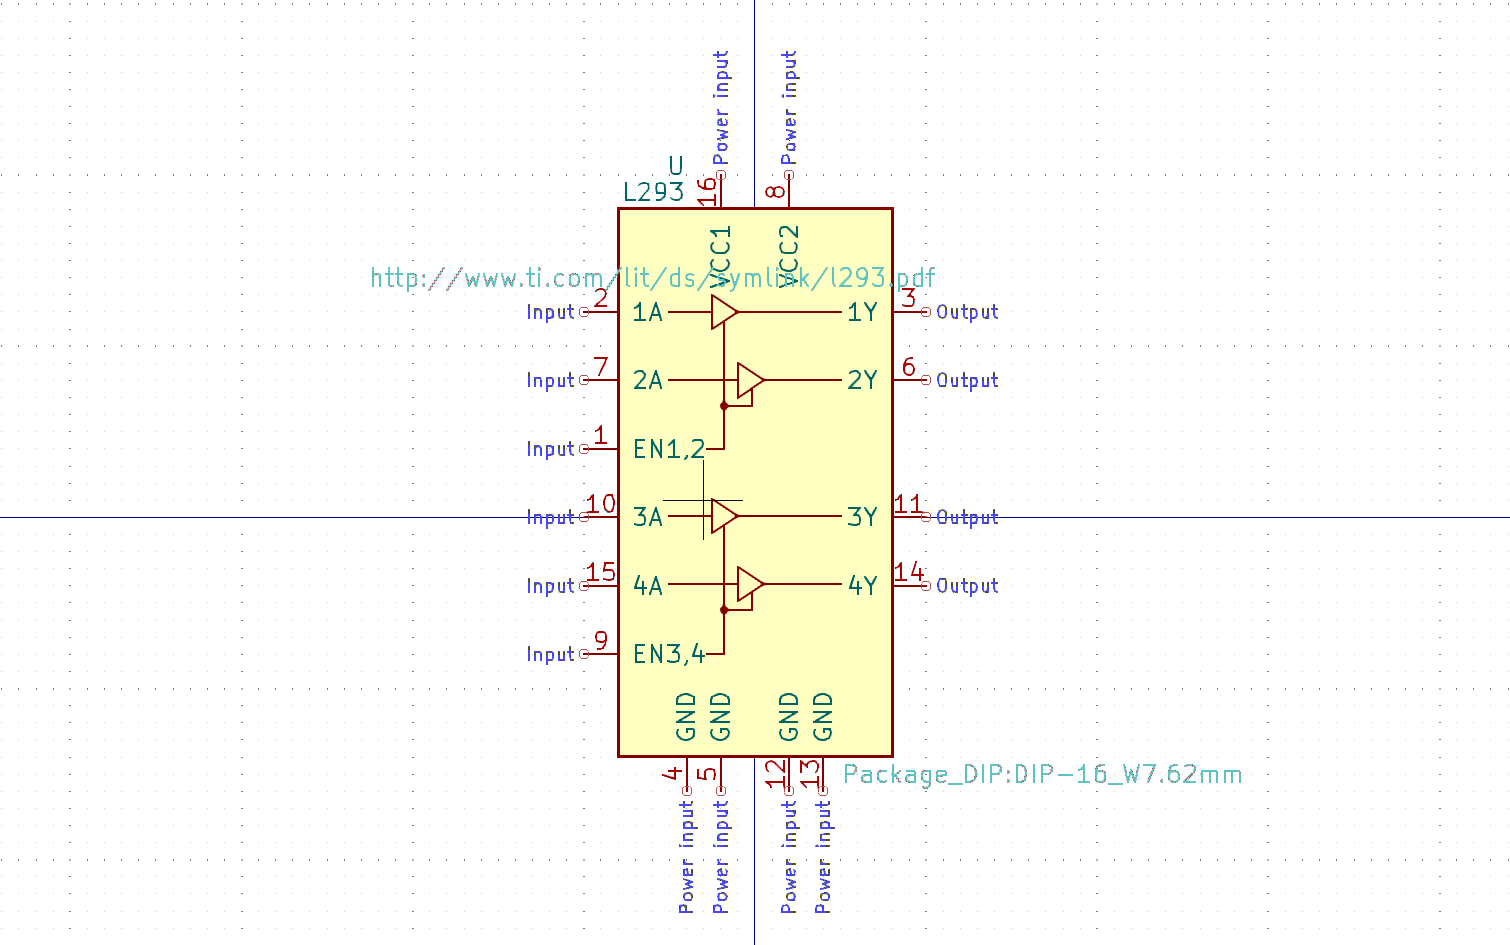 Power input
Power input
U
L293
16
8
VCC1
VCC2
http://www.ti.com/lit/ds/symlink/l293.pdf
Input 2 1A 1Y 3 Output
Input 7 2A 2Y 6 Output
Input 1 EN1,2
Input 10 3A 3Y 11 Output
Input 15 4A 4Y 14 Output
Input 9 EN3,4
GND
GND
GND
GND
4
5
12
13
Package_DIP:DIP-16_W7.62mm
Power input
Power input
Power input
Power input